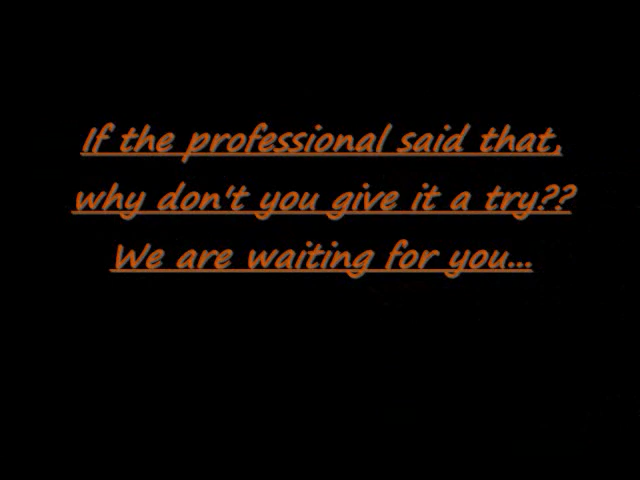 If the professional said that,
why don't you give it a try??
We are waiting for you...